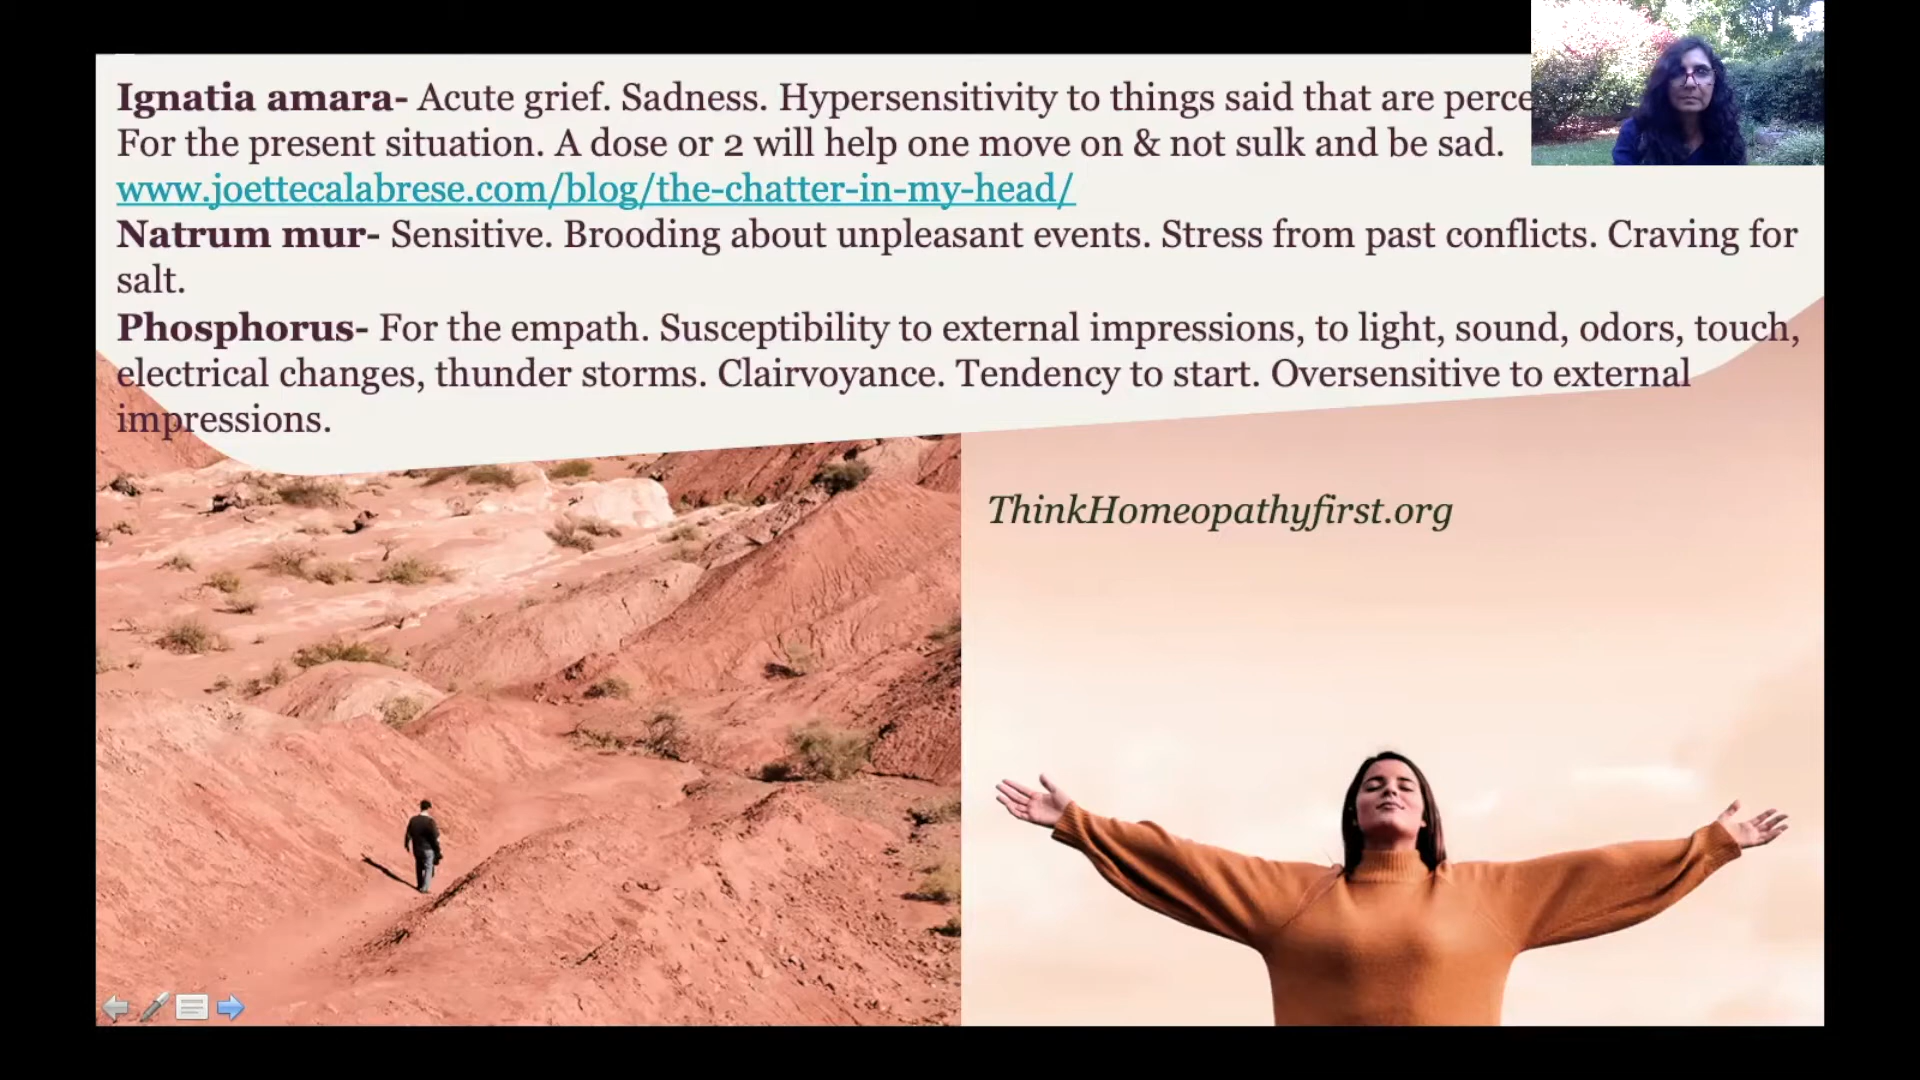 Ignatia amara- Acute grief. Sadness. Hypersensitivity to things said that are
For the present situation. A dose or 2 will help one move on & not sulk and be sad.
www.joettecalabrese.com/blog/the-chatter-in-my-head/
Natrum mur- Sensitive. Brooding about unpleasant events. Stress from past conflicts. Craving for
salt.
Phosphorus- For the empath. Susceptibility to external impressions, to light, sound, odors, touch,
electrical changes, thunder storms. Clairvoyance. Tendency to start. Oversensitive to external
impressions.
ThinkHomeopathyfirst.org